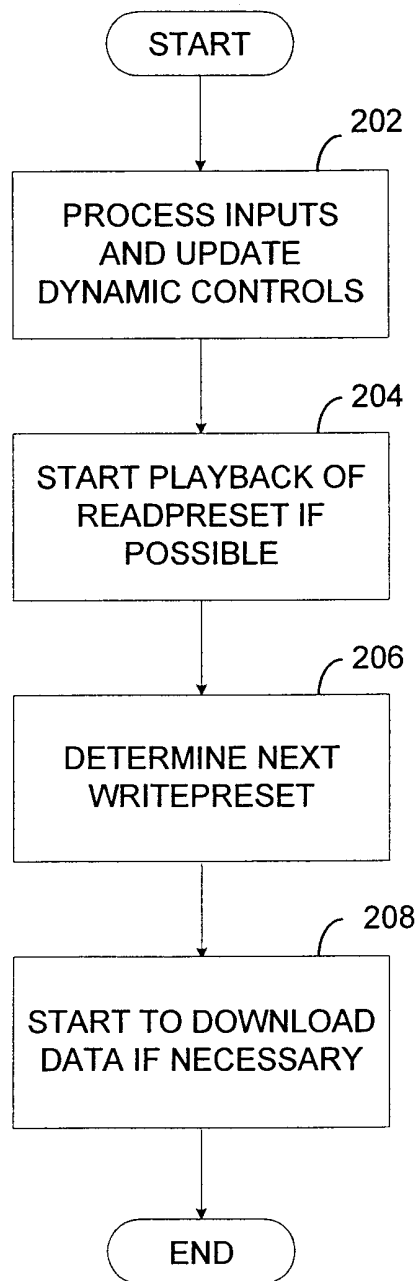 START
202
PROCESS INPUTS
AND UPDATE
DYNAMIC CONTROLS
204
START PLAYBACK OF
READPRESET IF
POSSIBLE
206
DETERMINE NEXT
WRITEPRESET
208
START TO DOWNLOAD
DATA IF NECESSARY
END